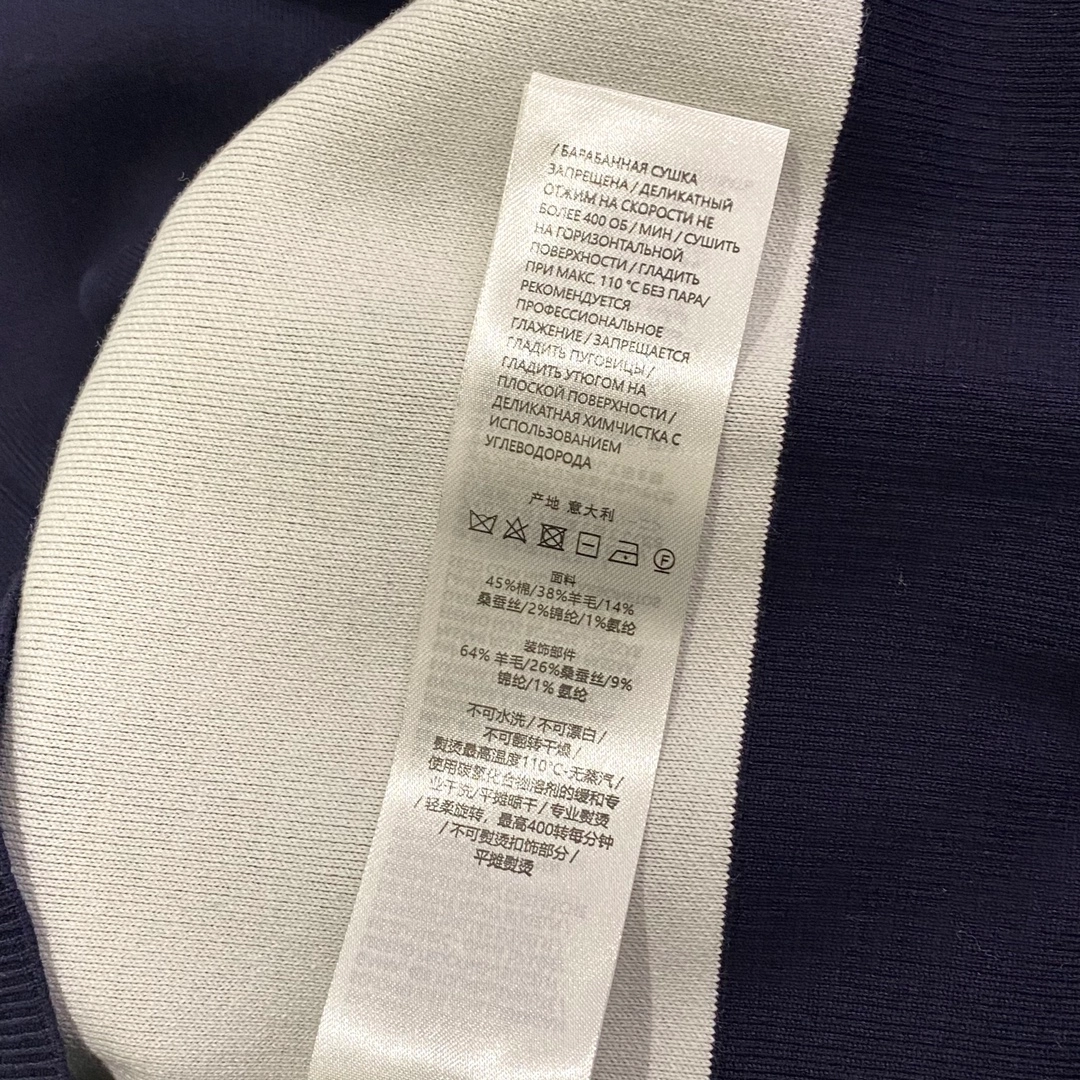 / БАРАБАННАЯ СУШКА
ЗАПРЕЩЕНА / ДЕЛИКАТНЫЙ
ОТЖИМ НА СКОРОСТИ НЕ
БОЛЕЕ 400 ОБ / МИН / СУШИТЬ
НА ГОРИЗОНТАЛЬНОЙ
ПОВЕРХНОСТИ / ГЛАДИТЬ
ПРИ МАКС. 110 °C БЕЗ ПАРА/
РЕКОМЕНДУЕТСЯ
ПРОФЕССИОНАЛЬНОЕ
ГЛАЖЕНИЕ / ЗАПРЕЩАЕТСЯ
ГЛАДИТЬ ПУГОВИЦЫ /
ГЛАДИТЬ УТЮГОМ НА
ПЛОСКОЙ ПОВЕРХНОСТИ /
ДЕЛИКАТНАЯ ХИМЧИСТКА С
ИСПОЛЬЗОВАНИЕМ
УГЛЕВОДОРОДА
产地 意大利
F
面料
45%棉/38%羊毛/14%
桑蚕丝/2%锦纶/1%氨纶
装饰部件
64% 羊毛/26%桑蚕丝/9%
锦纶/1% 氨纶
不可水洗 / 不可漂白 /
不可翻转干燥 /
熨烫最高温度110°C-无蒸汽 /
使用碳氢化合物溶剂的缓和专
业干洗/平摊晾干 / 专业熨烫
/ 轻柔旋转，最高400转每分钟
/ 不可熨烫扣饰部分 /
平摊熨烫